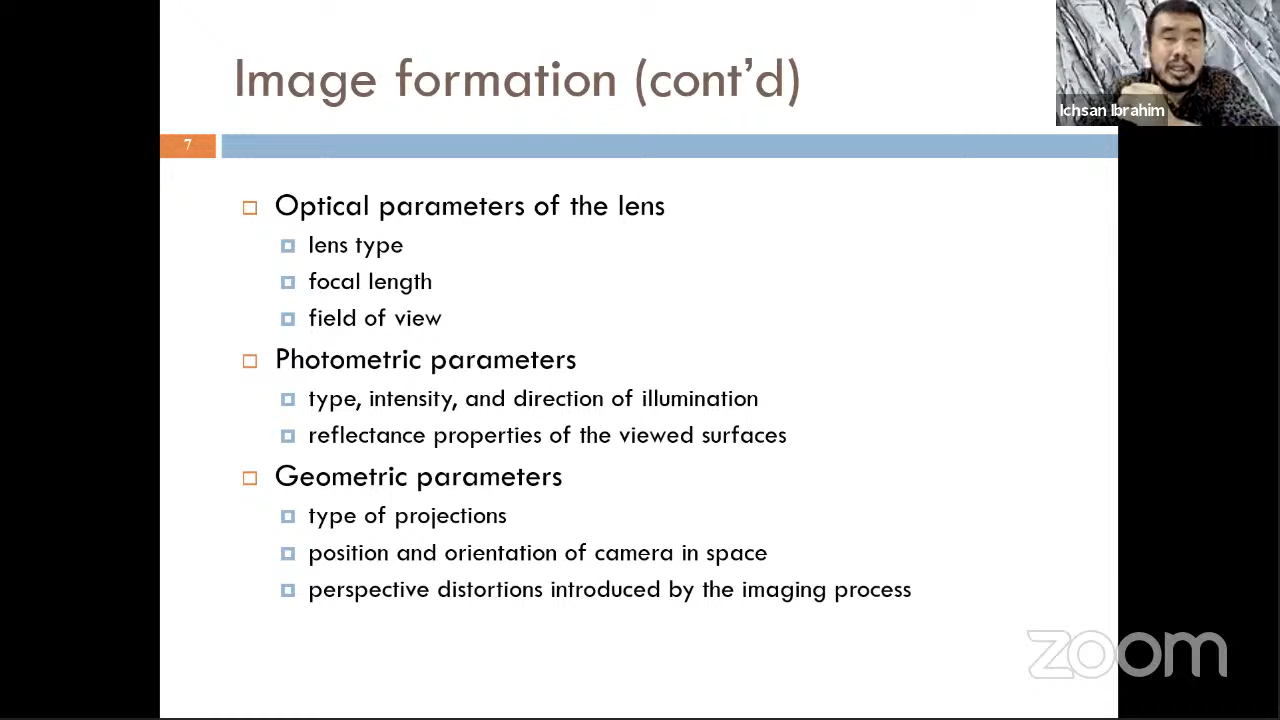 Image formation (cont'd)
Ichsan Ibrahim
7
Optical parameters of the lens
lens type
focal length
field of view
Photometric parameters
type, intensity, and direction of illumination
reflectance properties of the viewed surfaces
Geometric parameters
type of projections
position and orientation of camera in space
perspective distortions introduced by the imaging process
zoom